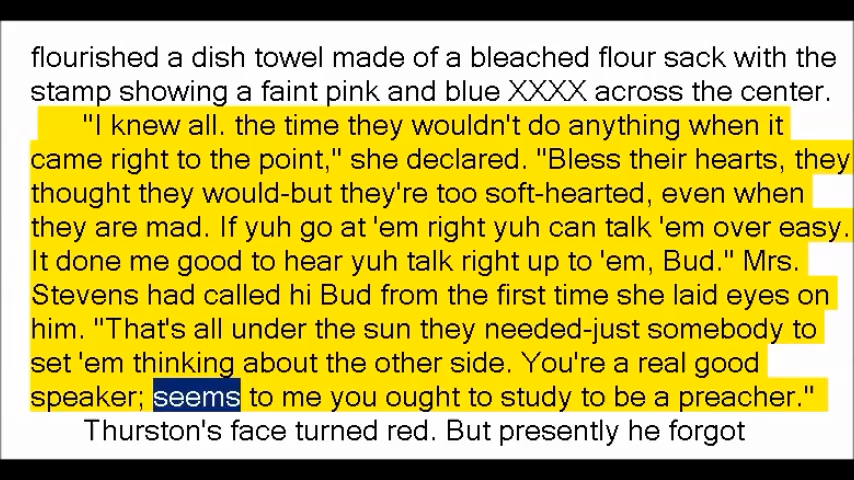 flourished a dish towel made of a bleached flour sack with the
stamp showing a faint pink and blue XXXX across the center.
"I knew all. the time they wouldn't do anything when it
came right to the point," she declared. "Bless their hearts, they
thought they would-but they're too soft-hearted, even when
they are mad. If yuh go at 'em right yuh can talk 'em over easy.
It done me good to hear yuh talk right up to 'em, Bud." Mrs.
Stevens had called hi Bud from the first time she laid eyes on
him. "That's all under the sun they needed-just somebody to
set 'em thinking about the other side. You're a real good
speaker; seems to me you ought to study to be a preacher."
Thurston's face turned red. But presently he forgot